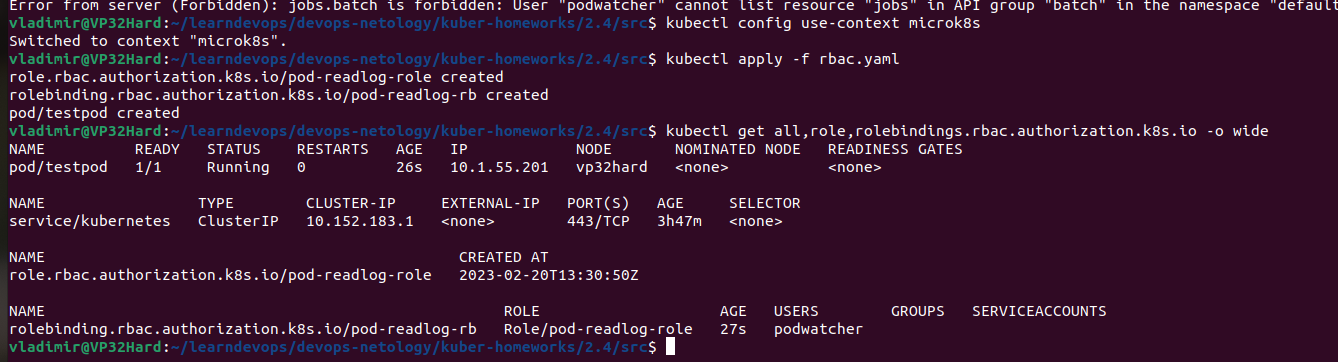 Error from server (Forbidden): jobs.batch is forbidden: User "podwatcher" cannot list resource "jobs" in API group "batch" in the namespace "default
vladimir@VP32Hard:~/learndevops/devops-netology/kuber-homeworks/2.4/src$ kubectl config use-context microk8s
Switched to context "microk8s".
vladimir@VP32Hard:~/learndevops/devops-netology/kuber-homeworks/2.4/src$ kubectl apply -f rbac.yaml
role.rbac.authorization.k8s.io/pod-readlog-role created
rolebinding.rbac.authorization.k8s.io/pod-readlog-rb created
pod/testpod created
vladimir@VP32Hard:~/learndevops/devops-netology/kuber-homeworks/2.4/src$ kubectl get all,role,rolebindings.rbac.authorization.k8s.io -o wide
NAME          READY   STATUS    RESTARTS   AGE   IP            NODE       NOMINATED NODE   READINESS GATES
pod/testpod   1/1     Running   0          26s   10.1.55.201   vp32hard   <none>           <none>

NAME                 TYPE        CLUSTER-IP     EXTERNAL-IP   PORT(S)   AGE     SELECTOR
service/kubernetes   ClusterIP   10.152.183.1   <none>        443/TCP   3h47m   <none>

NAME                                              CREATED AT
role.rbac.authorization.k8s.io/pod-readlog-role   2023-02-20T13:30:50Z

NAME                                                   ROLE                    AGE   USERS        GROUPS   SERVICEACCOUNTS
rolebinding.rbac.authorization.k8s.io/pod-readlog-rb   Role/pod-readlog-role   27s   podwatcher
vladimir@VP32Hard:~/learndevops/devops-netology/kuber-homeworks/2.4/src$